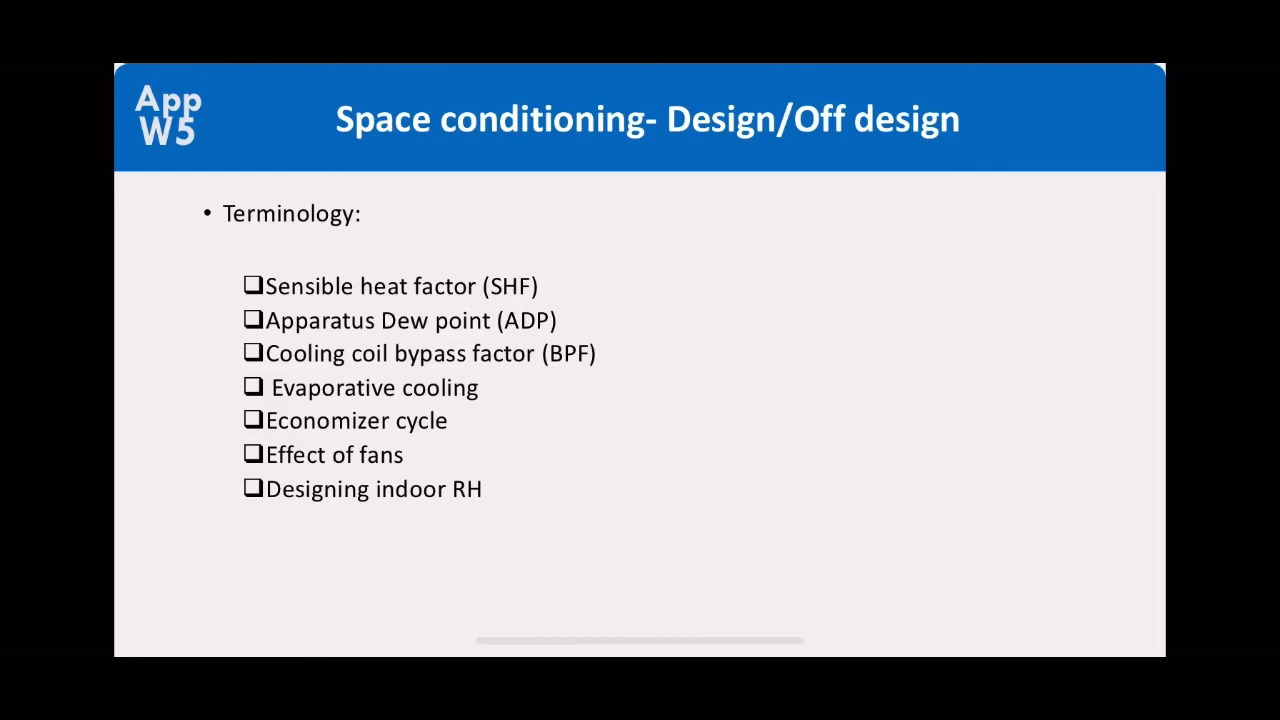 App
W5
Space conditioning- Design/Off design
• Terminology:
❑Sensible heat factor (SHF)
❑Apparatus Dew point (ADP)
❑Cooling coil bypass factor (BPF)
❑ Evaporative cooling
❑Economizer cycle
❑Effect of fans
❑Designing indoor RH